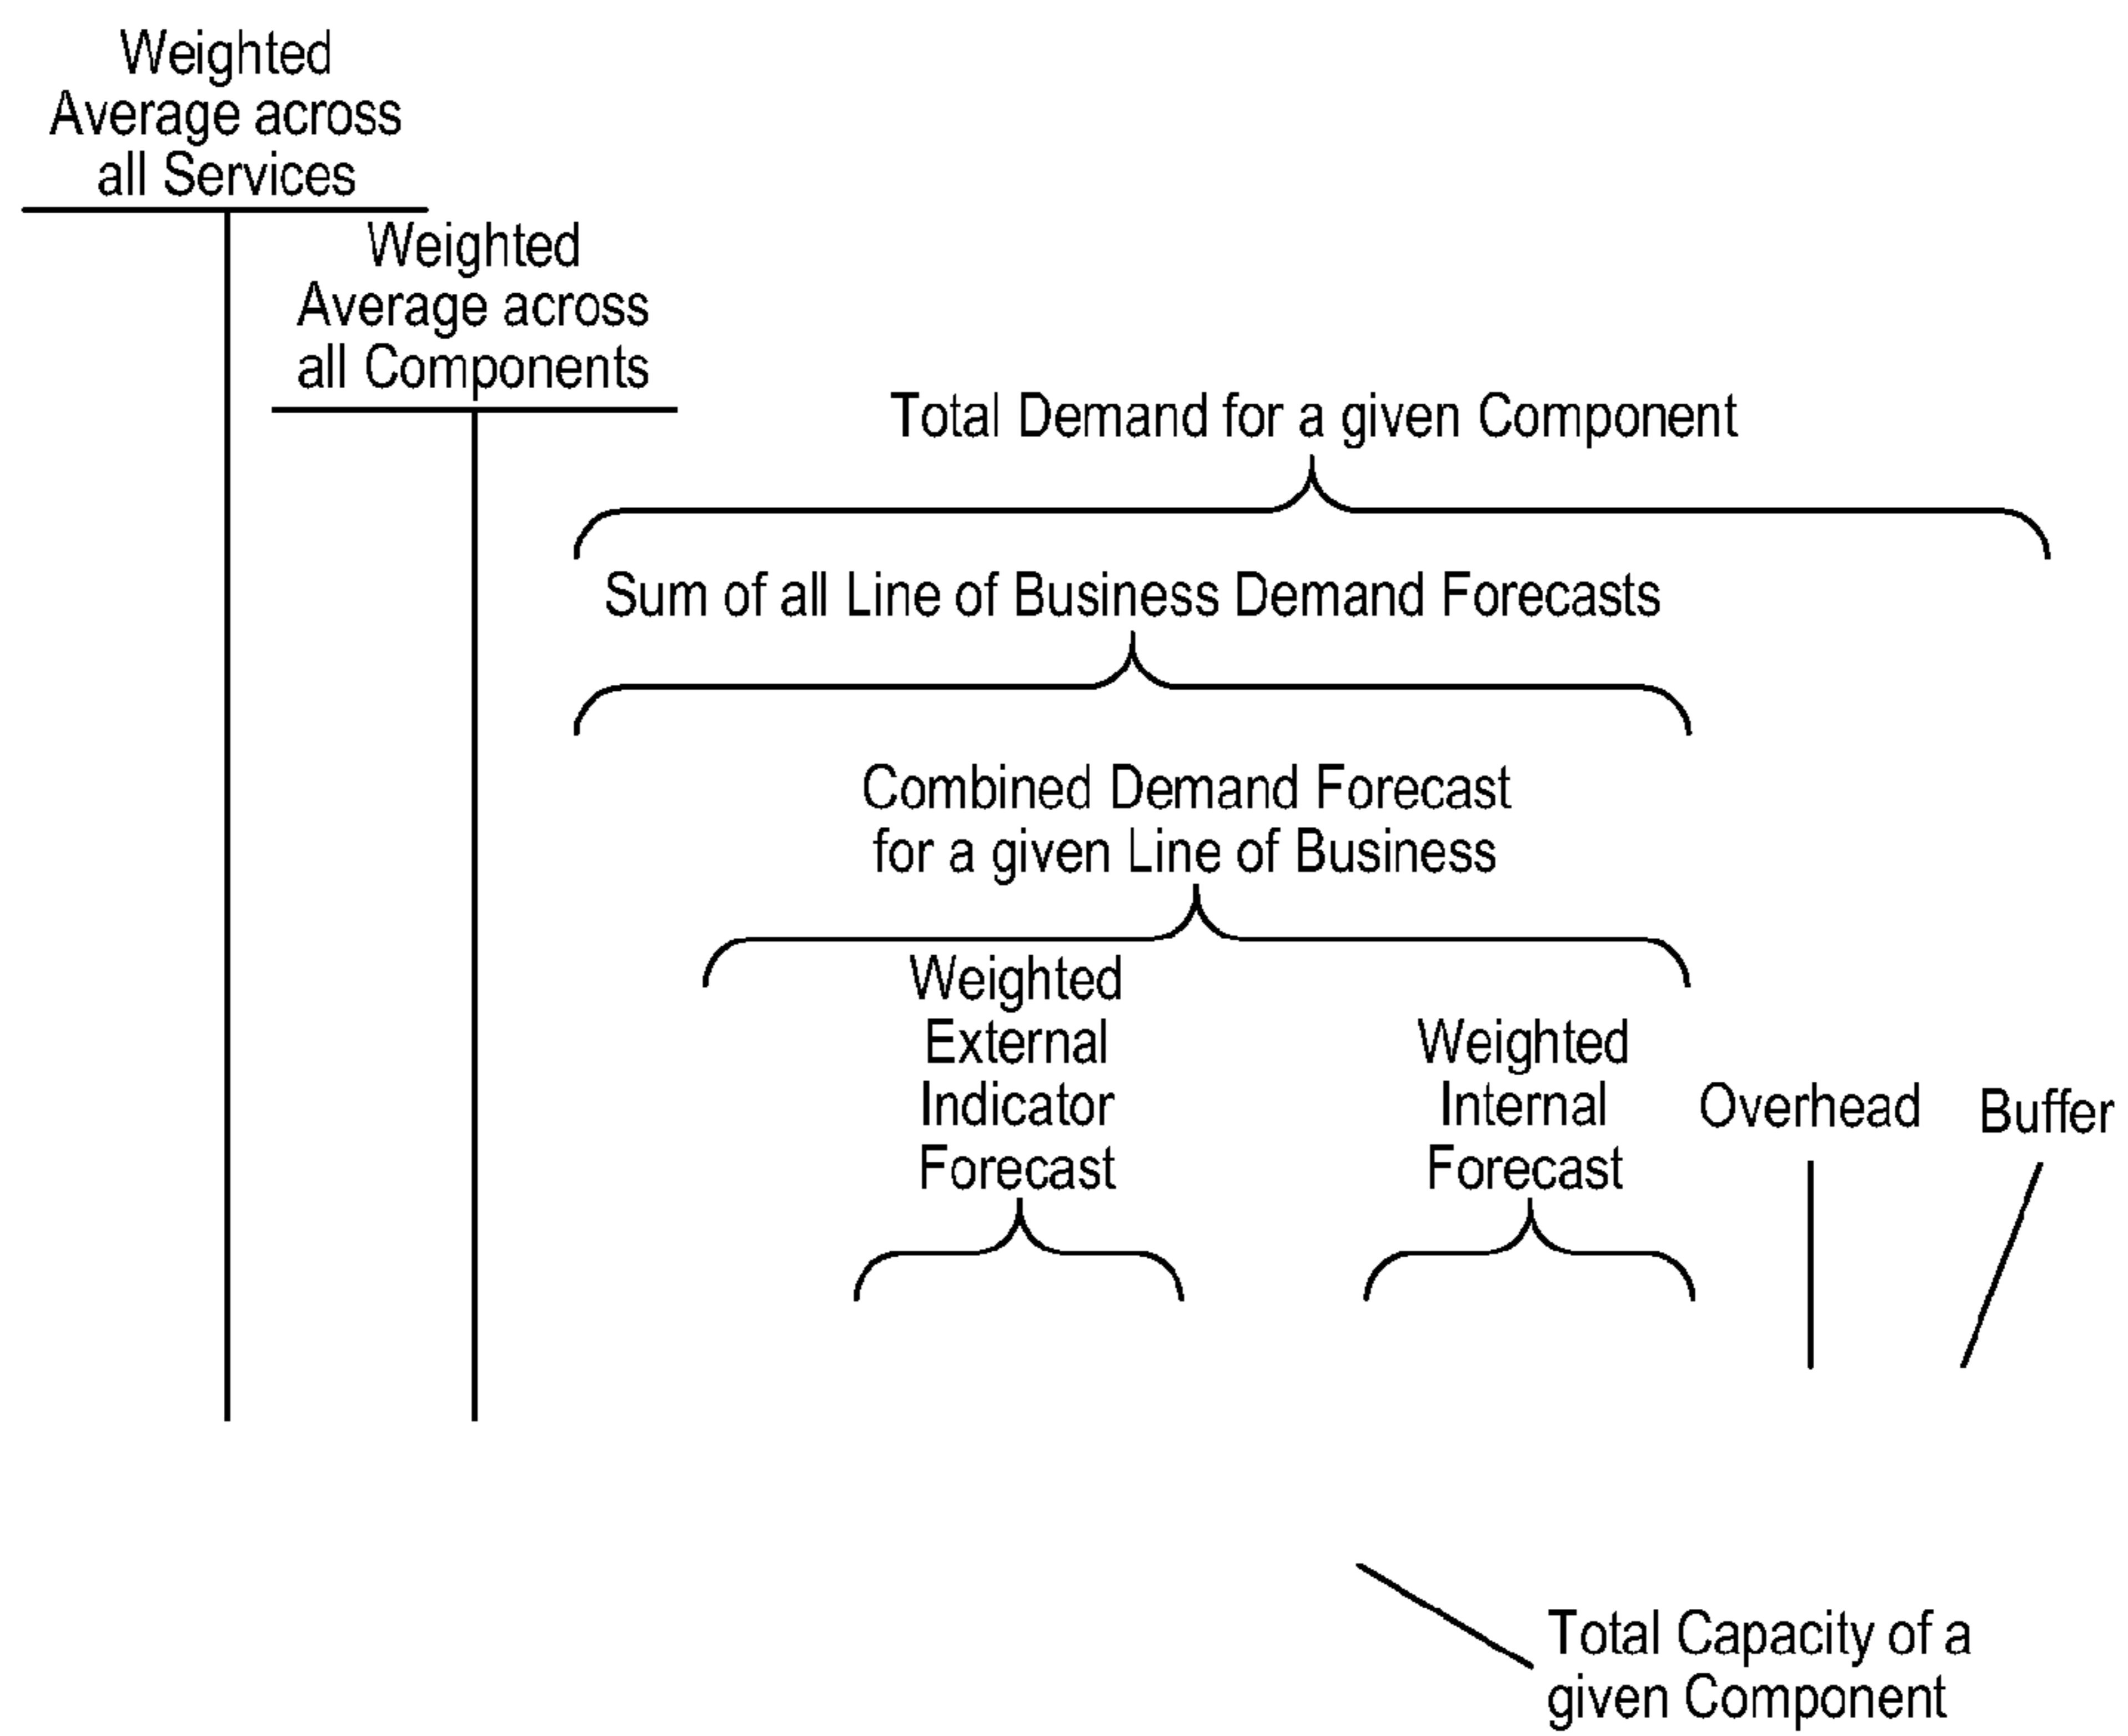 Weighted
Average across
all Services
Weighted
Average across
all Components
Total Demand for a given Component
Sum of all Line of Business Demand Forecasts
Combined Demand Forecast
for a given Line of Business
Weighted
External
Indicator
Forecast
Weighted
Internal
Forecast
Overhead
Buffer
Total Capacity of a
given Component